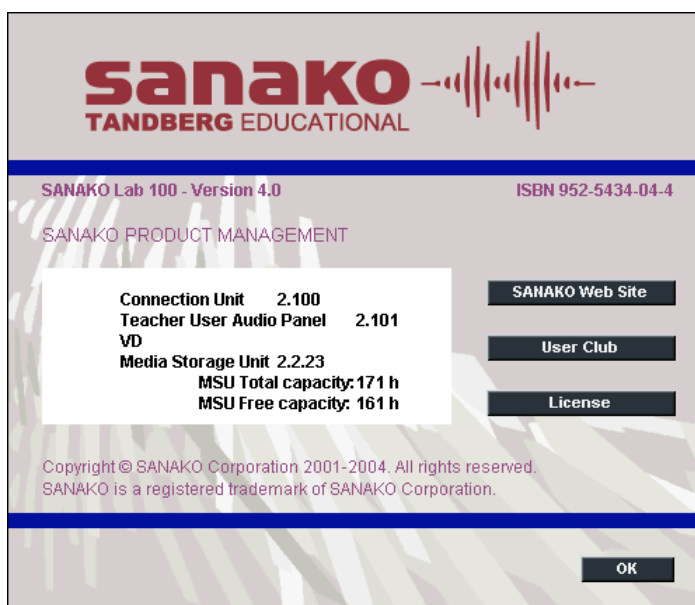 sanako
TANDBERG EDUCATIONAL
SANAKO Lab 100 - Version 4.0
ISBN 952-5434-04-4
SANAKO PRODUCT MANAGEMENT
Connection Unit 2.100
Teacher User Audio Panel 2.101
VD
Media Storage Unit 2.2.23
MSU Total capacity: 171 h
MSU Free capacity: 161 h
SANAKO Web Site
User Club
License
Copyright © SANAKO Corporation 2001-2004. All rights reserved.
SANAKO is a registered trademark of SANAKO Corporation.
OK